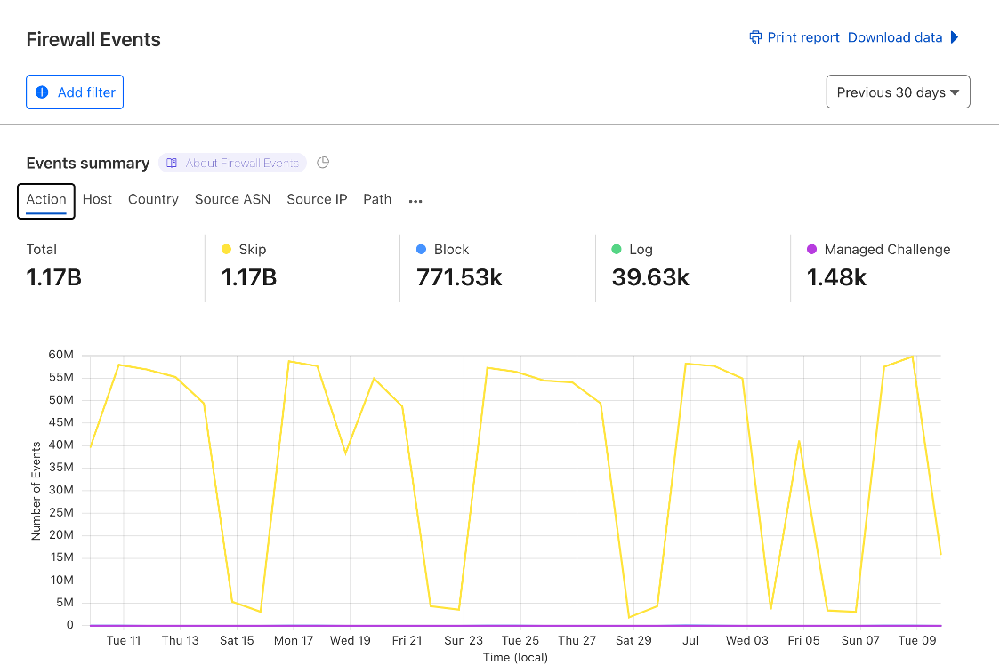 Firewall Events
Print report Download data
Add filter
Previous 30 days
Events summary About Firewall Events
Action Host Country Source ASN Source IP Path ...
Total Skip Block Log Managed Challenge
1.17B 1.17B 771.53k 39.63k 1.48k
60M
55M
50M
45M
40M
35M
30M
25M
20M
15M
10M
5M
0
Number of Events
Tue 11 Thu 13 Sat 15 Mon 17 Wed 19 Fri 21 Sun 23 Tue 25 Thu 27 Sat 29 Jul Wed 03 Fri 05 Sun 07 Tue 09
Time (local)